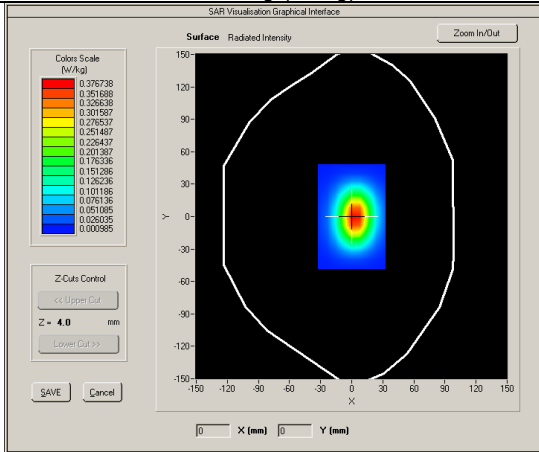 SAR Visualisation Graphical Interface
Surface Radiated Intensity
Zoom In/Out
Colors Scale
(W/kg)
0.376738
0.351688
0.326638
0.301587
0.276537
0.251487
0.226437
0.201387
0.176336
0.151286
0.126236
0.101186
0.076136
0.051085
0.026035
0.000985
Z-Cuts Control
<< Upper Cut
Z = 4.0 mm
Lower Cut >>
SAVE Cancel
150
120
90
60
30
0
-30
-60
-90
-120
-150
Y
-150 -120 -90 -60 -30 0 30 60 90 120 150
X
0 X (mm) 0 Y (mm)